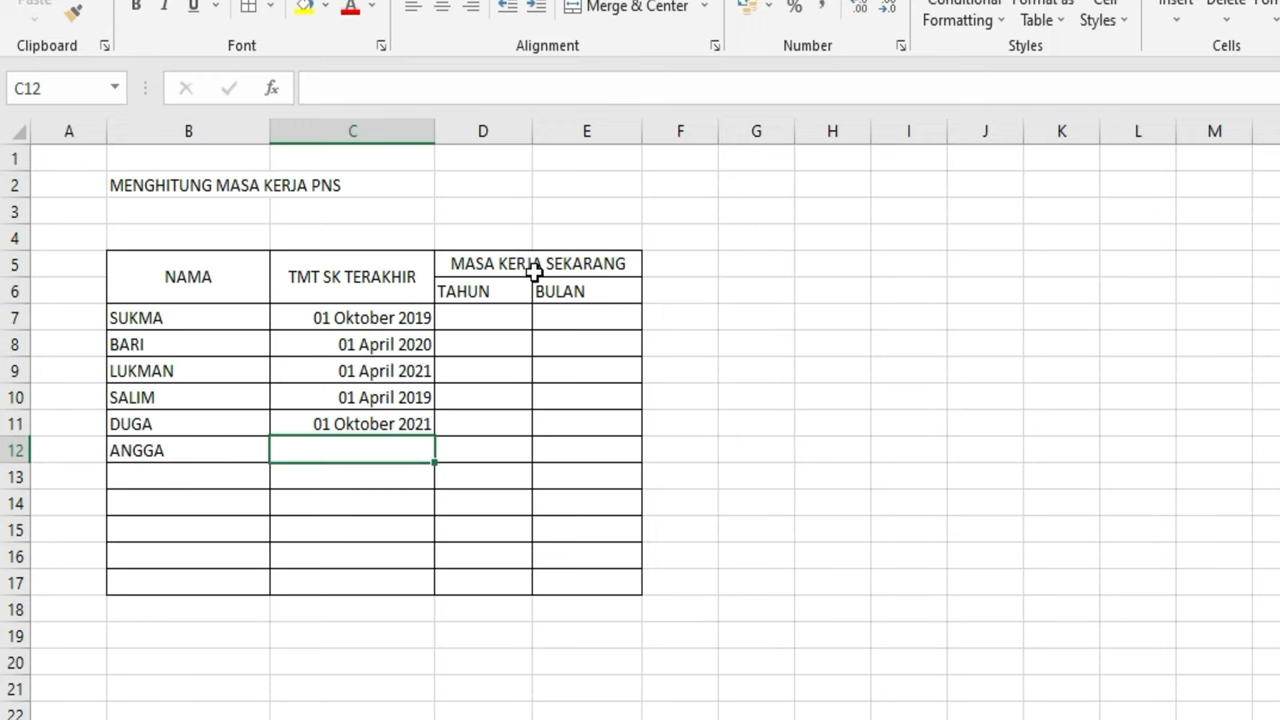 Paste
B I U
Merge & Center
%
Conditional Format as Cell
Formatting Table Styles
Insert Delete
Clipboard Font Alignment Number Styles Cells
C12 fx
A B C D E F G H I J K L M
1
2 MENGHITUNG MASA KERJA PNS
3
4
5 NAMA TMT SK TERAKHIR MASA KERJA SEKARANG
6 TAHUN BULAN
7 SUKMA 01 Oktober 2019
8 BARI 01 April 2020
9 LUKMAN 01 April 2021
10 SALIM 01 April 2019
11 DUGA 01 Oktober 2021
12 ANGGA
13
14
15
16
17
18
19
20
21
22